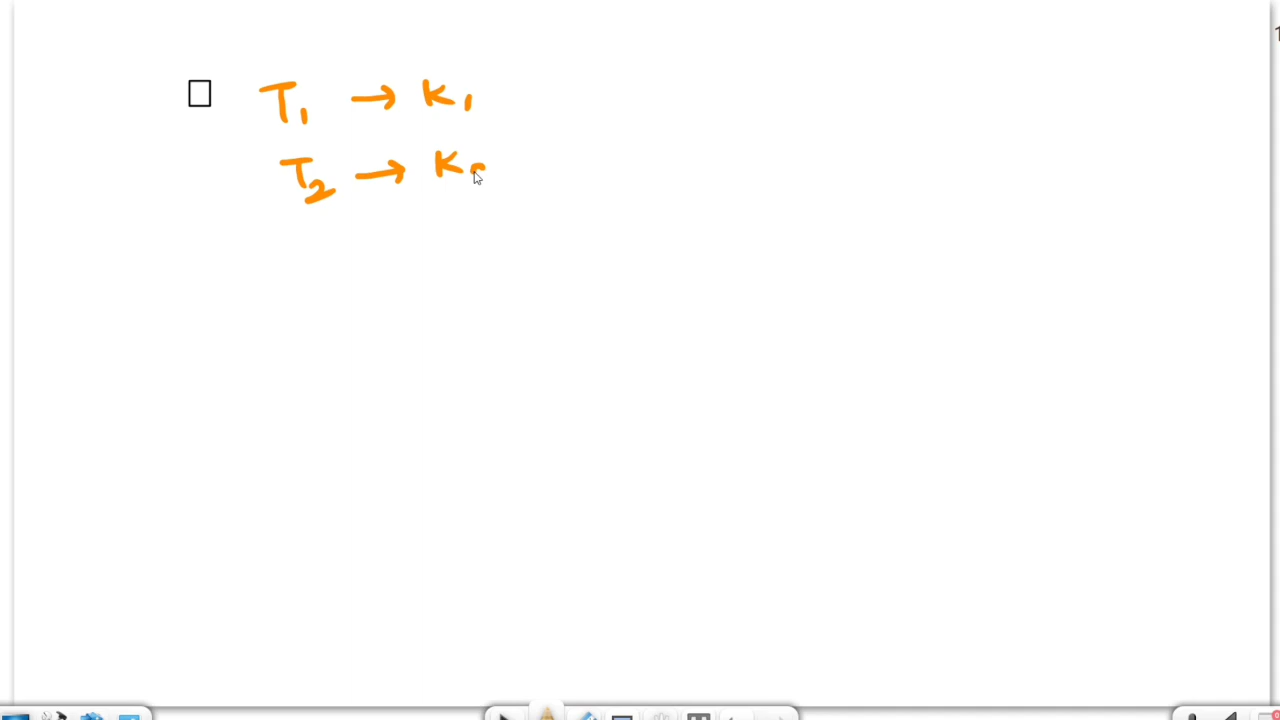 □ T₁ → K₁
T₂ → K